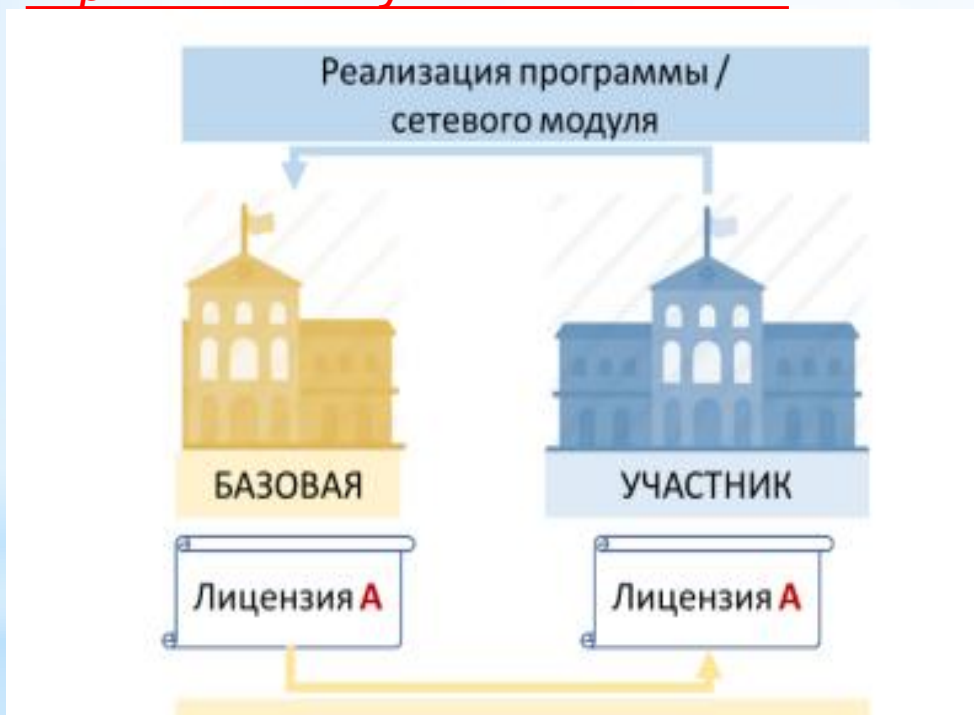 Реализация программы /
сетевого модуля
БАЗОВАЯ
УЧАСТНИК
Лицензия А
Лицензия А